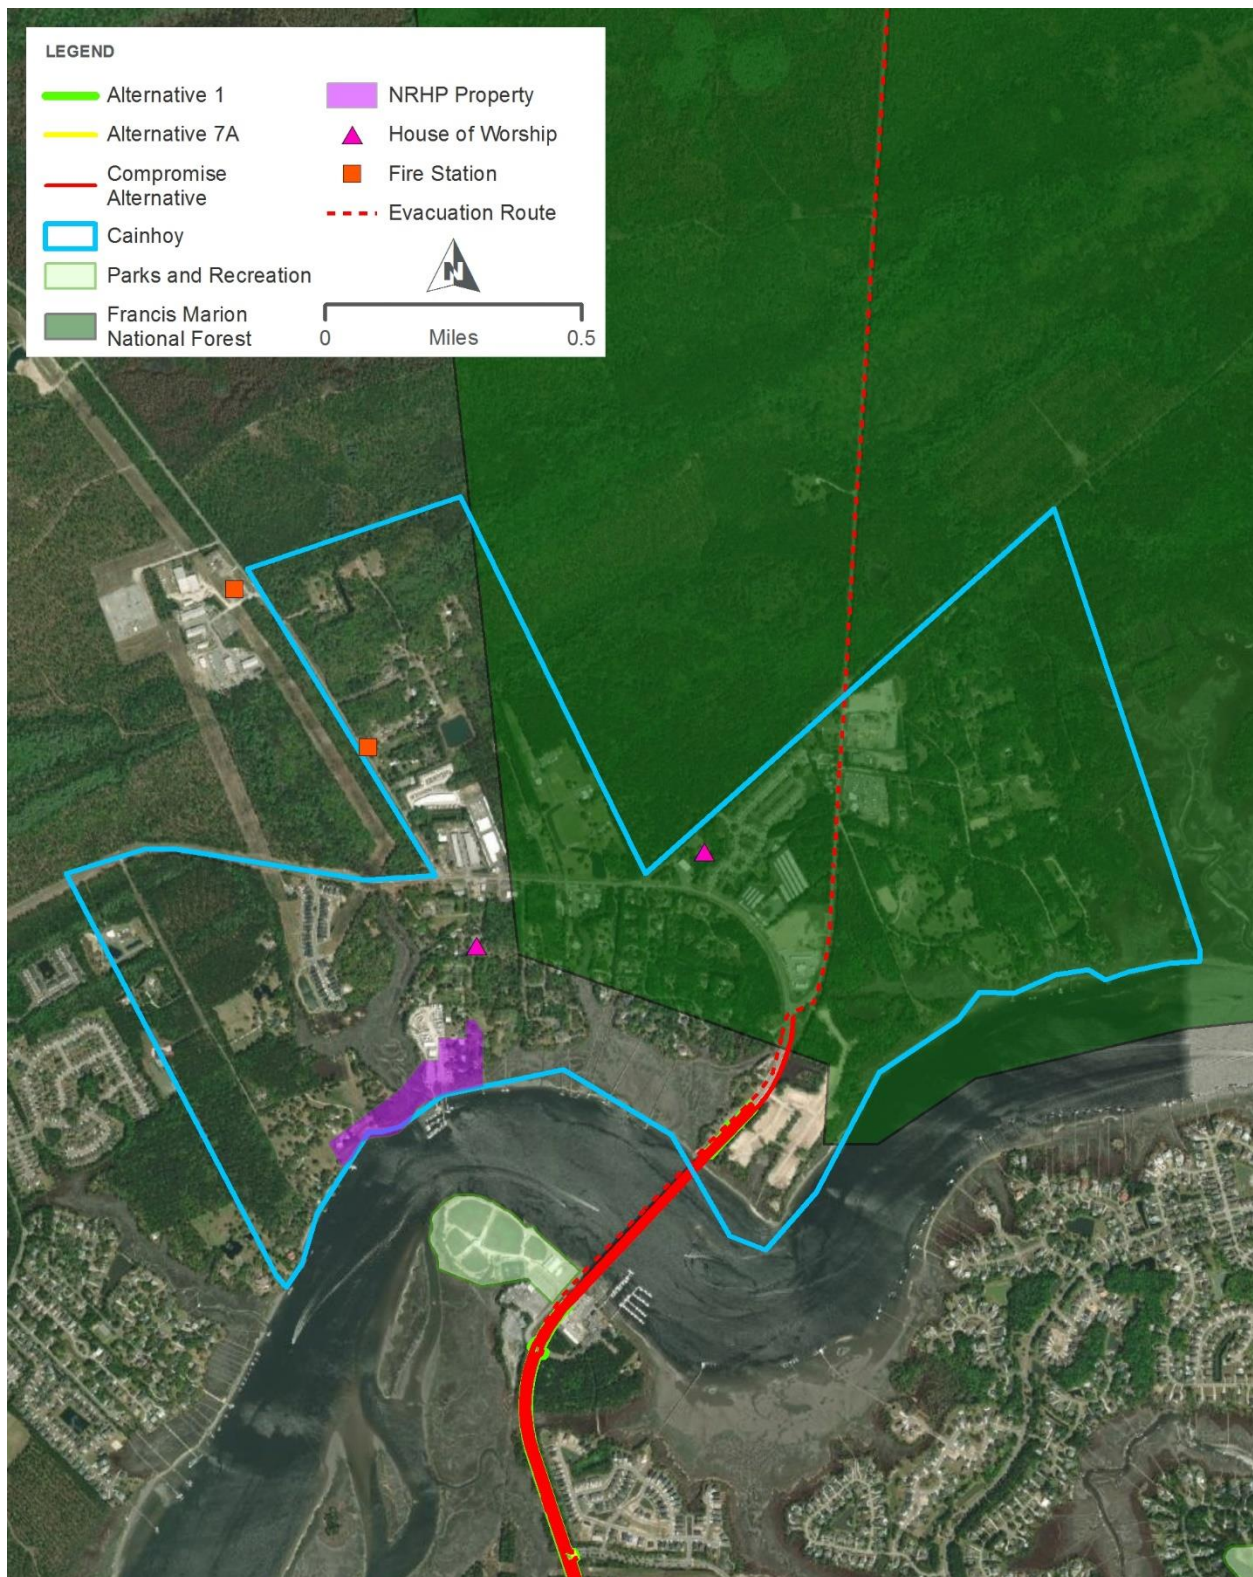 LEGEND
Alternative 1
Alternative 7A
Compromise
Alternative
Cainhoy
Parks and Recreation
Francis Marion
National Forest
NRHP Property
House of Worship
Fire Station
Evacuation Route
N
0 Miles 0.5